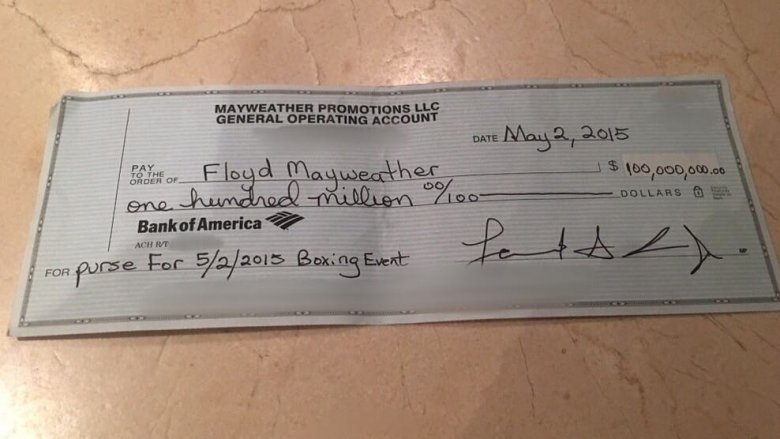 MAYWEATHER PROMOTIONS LLC
GENERAL OPERATING ACCOUNT
DATE May 2, 2015
PAY
TO THE
ORDER OF Floyd Mayweather $ 100,000,000.00
one hundred million 00/100 DOLLARS
Bank of America
ACH R/T
FOR purse For 5/2/2015 Boxing Event